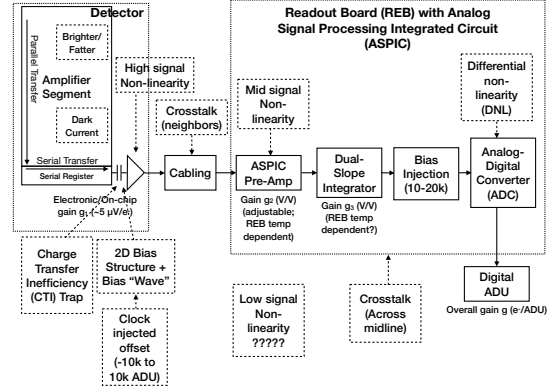 Detector
Readout Board (REB) with Analog
Signal Processing Integrated Circuit
(ASPIC)
Parallel Transfer
Brighter/
Fatter
Amplifier
Segment
Dark
Current
Serial Transfer
Serial Register
High signal
Non-linearity
Crosstalk
(neighbors)
Mid signal
Non-
linearity
Differential
non-
linearity
(DNL)
Cabling
ASPIC
Pre-Amp
Dual-
Slope
Integrator
Bias
Injection
(10-20k)
Analog-
Digital
Converter
(ADC)
Electronic/On-chip
gain g₁ (~5 μV/e-)
Gain g₂ (V/V)
(adjustable;
REB temp
dependent)
Gain g₃ (V/V)
(REB temp
dependent?)
Charge
Transfer
Inefficiency
(CTI) Trap
2D Bias
Structure +
Bias "Wave"
Clock
injected
offset
(-10k to
10k ADU)
Low signal
Non-
linearity
?????
Crosstalk
(Across
midline)
Digital
ADU
Overall gain g (e-/ADU)